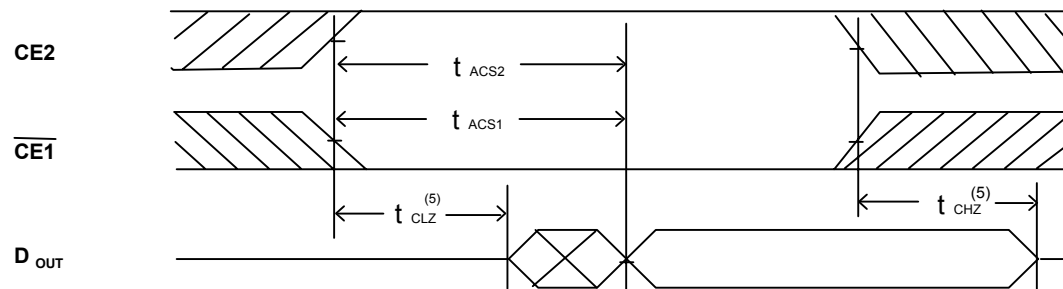 CE2
t ACS2
t ACS1
CE1
t CLZ (5)
t CHZ (5)
D OUT